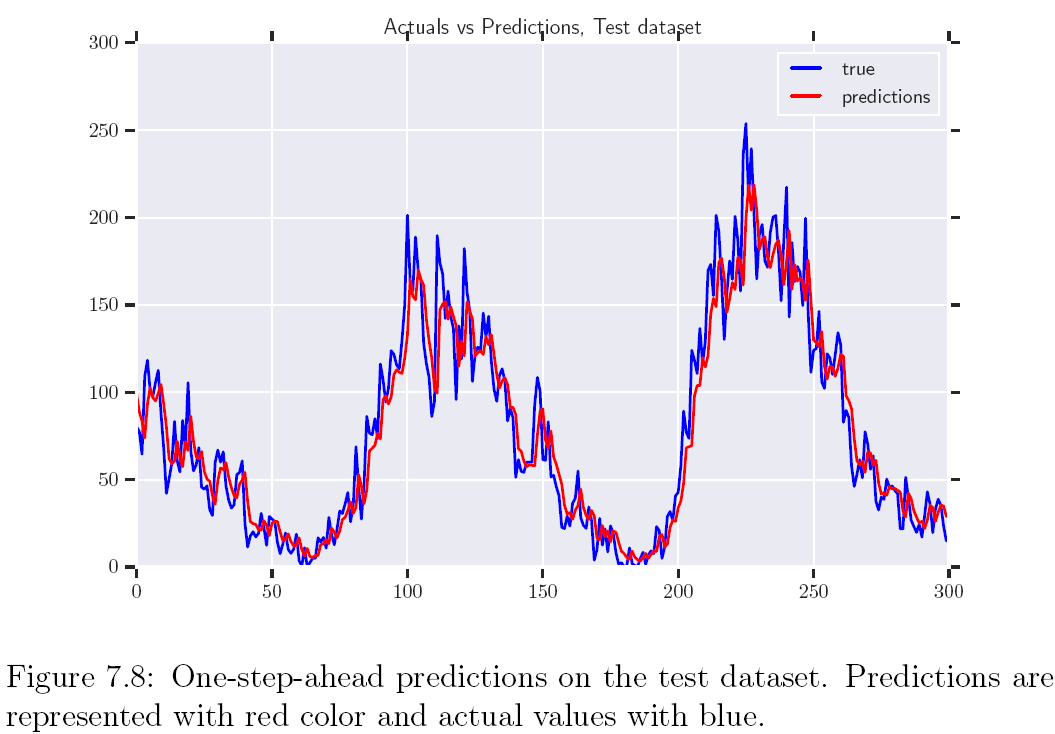 Actuals vs Predictions, Test dataset
300
250
200
150
100
50
0
true
predictions
0 50 100 150 200 250 300
Figure 7.8: One-step-ahead predictions on the test dataset. Predictions are
represented with red color and actual values with blue.